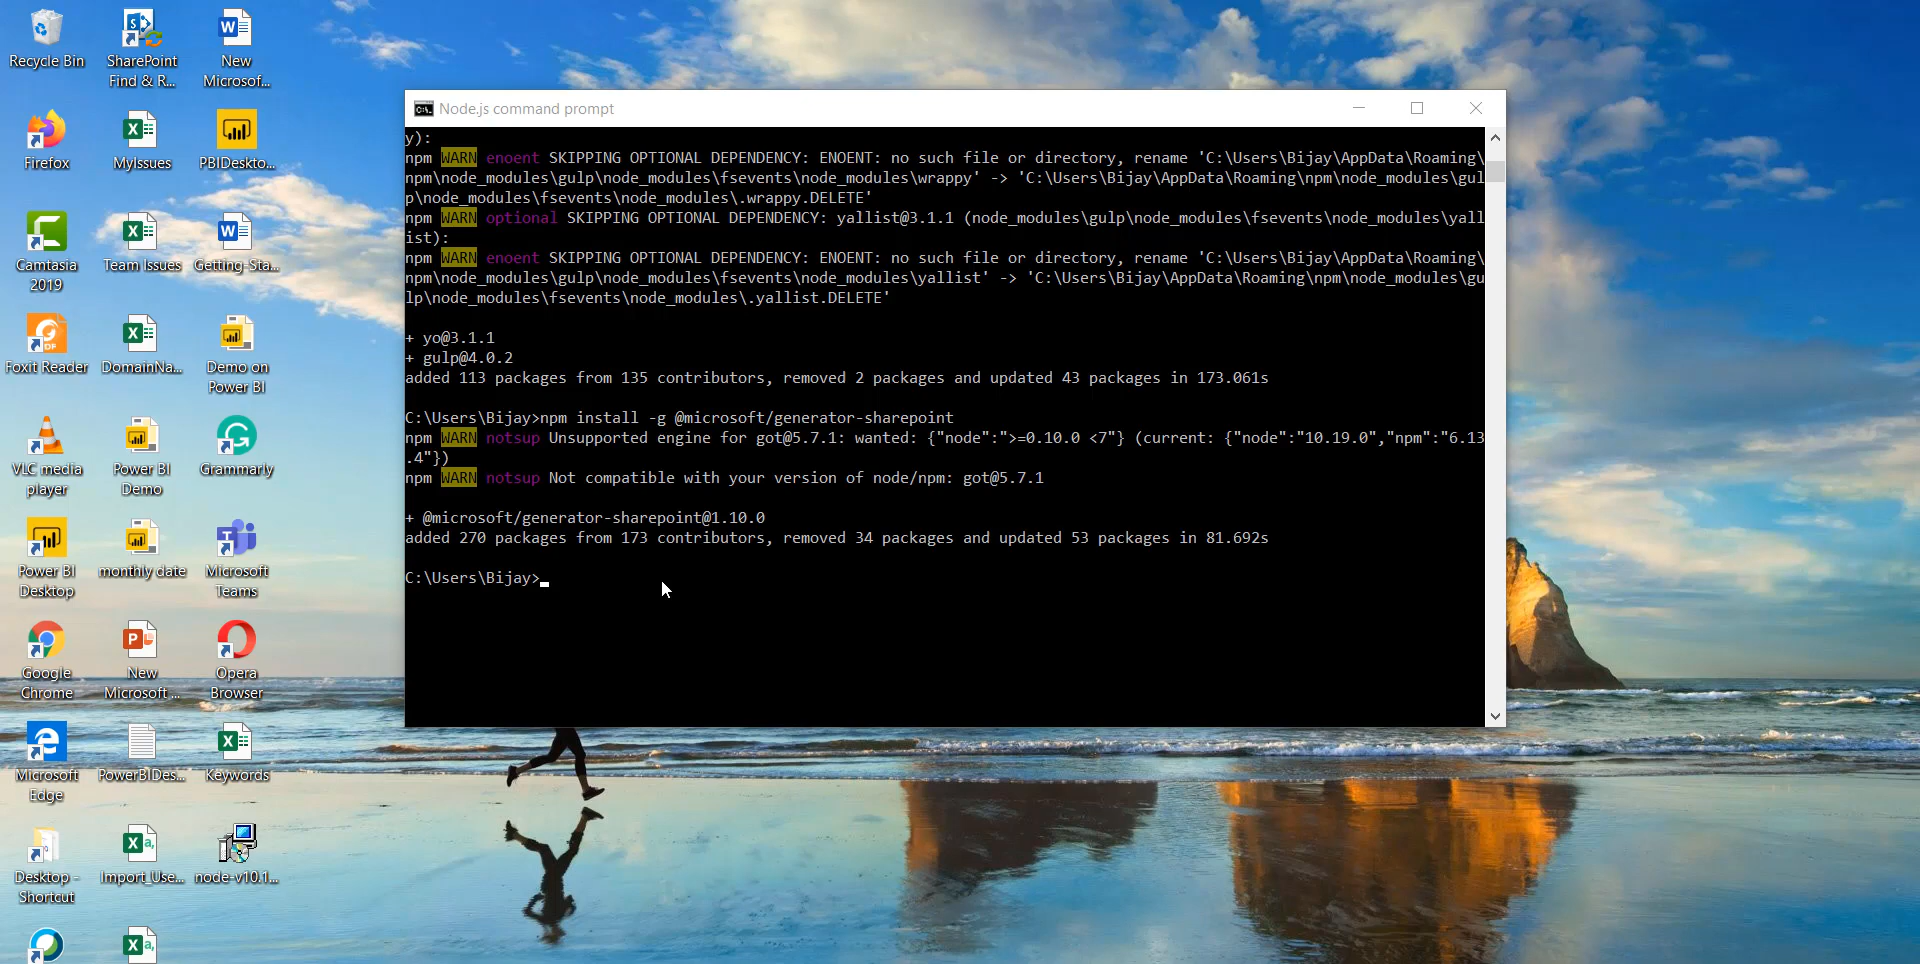 Recycle Bin
SharePoint
Find & R...
New
Microsof...
Firefox
MyIssues
PBIDeskto...
Camtasia
2019
Team Issues
Getting-Sta...
Foxit Reader
DomainNa...
Demo on
Power BI
VLC media
player
Power BI
Demo
Grammarly
Power BI
Desktop
monthly date
Microsoft
Teams
Google
Chrome
New
Microsoft ...
Opera
Browser
Microsoft
Edge
PowerBIDes...
Keywords
Desktop -
Shortcut
Import_Use...
node-v10.1...
Node.js command prompt
y):
npm WARN enoent SKIPPING OPTIONAL DEPENDENCY: ENOENT: no such file or directory, rename 'C:\Users\Bijay\AppData\Roaming\
npm\node_modules\gulp\node_modules\fsevents\node_modules\wrappy' -> 'C:\Users\Bijay\AppData\Roaming\npm\node_modules\gul
p\node_modules\fsevents\node_modules\.wrappy.DELETE'
npm WARN optional SKIPPING OPTIONAL DEPENDENCY: yallist@3.1.1 (node_modules\gulp\node_modules\fsevents\node_modules\yall
ist):
npm WARN enoent SKIPPING OPTIONAL DEPENDENCY: ENOENT: no such file or directory, rename 'C:\Users\Bijay\AppData\Roaming\
npm\node_modules\gulp\node_modules\fsevents\node_modules\yallist' -> 'C:\Users\Bijay\AppData\Roaming\npm\node_modules\gu
lp\node_modules\fsevents\node_modules\.yallist.DELETE'
+ yo@3.1.1
+ gulp@4.0.2
added 113 packages from 135 contributors, removed 2 packages and updated 43 packages in 173.061s
C:\Users\Bijay>npm install -g @microsoft/generator-sharepoint
npm WARN notsup Unsupported engine for got@5.7.1: wanted: {"node":">=0.10.0 <7"} (current: {"node":"10.19.0","npm":"6.13
.4"})
npm WARN notsup Not compatible with your version of node/npm: got@5.7.1
+ @microsoft/generator-sharepoint@1.10.0
added 270 packages from 173 contributors, removed 34 packages and updated 53 packages in 81.692s
C:\Users\Bijay>